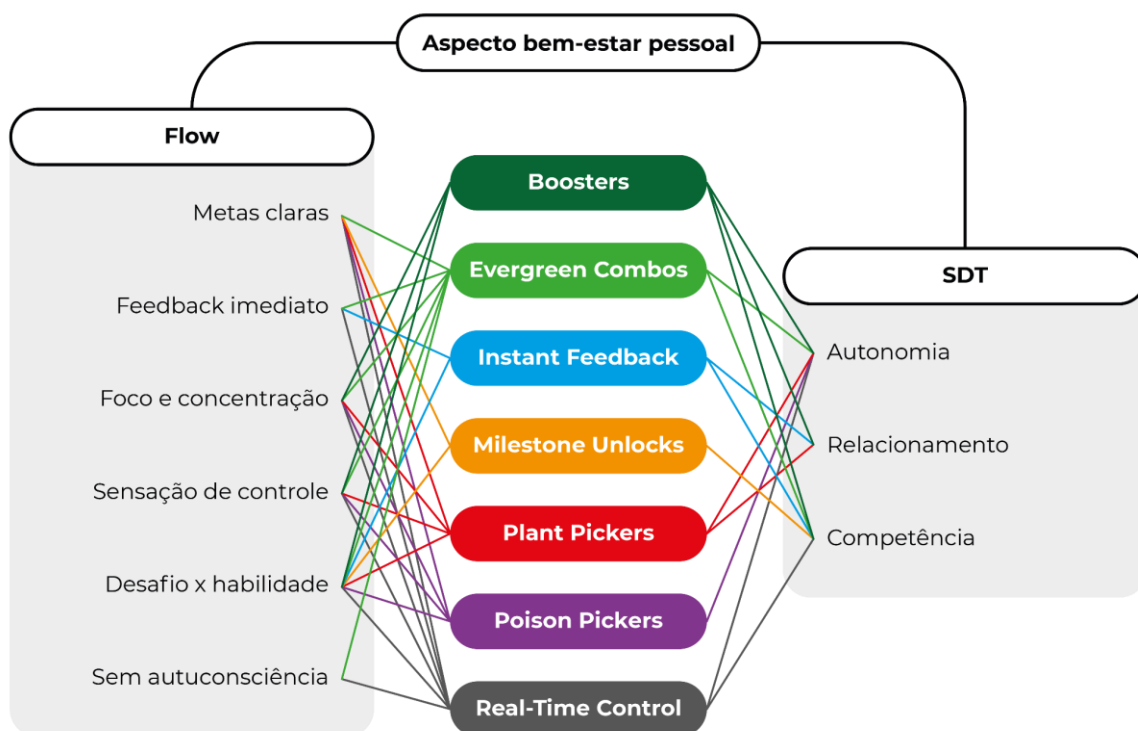 Aspecto bem-estar pessoal
Flow
Metas claras
Feedback imediato
Foco e concentração
Sensação de controle
Desafio x habilidade
Sem autuconsciência
Boosters
Evergreen Combos
Instant Feedback
Milestone Unlocks
Plant Pickers
Poison Pickers
Real-Time Control
SDT
Autonomia
Relacionamento
Competência